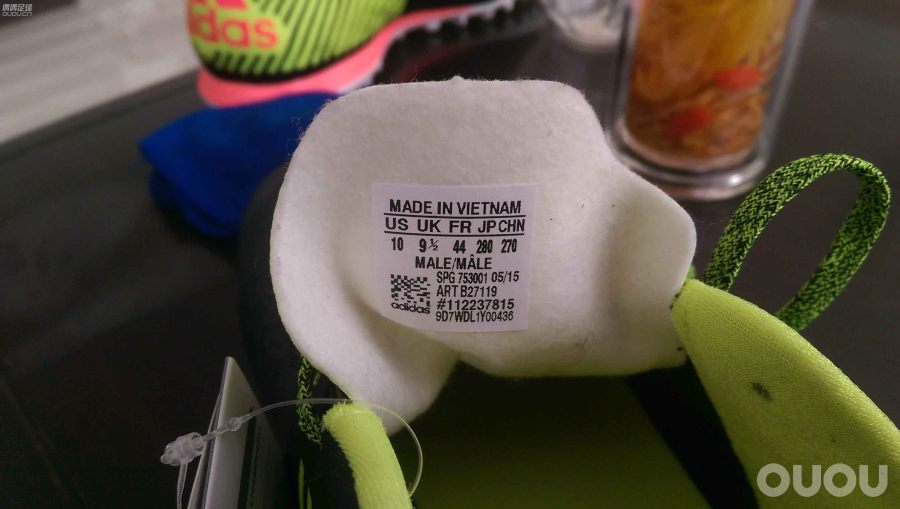 偶偶足球
OUOU.CN
adidas
MADE IN VIETNAM
US UK FR JP CHN
10 9½ 44 280 270
MALE/MÂLE
SPG 753001 05/15
ART B27119
#112237815
adidas
9D7WDL1Y00436
OUOU